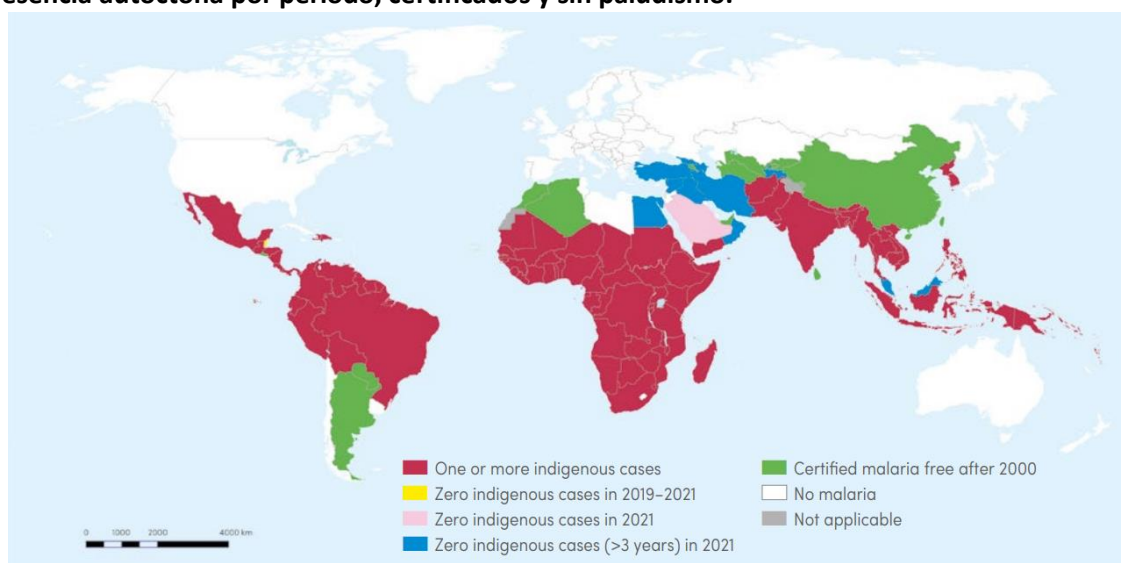 autóctona por período, certificados y sin paludismo.
One or more indigenous cases
Zero indigenous cases in 2019–2021
Zero indigenous cases in 2021
Zero indigenous cases (>3 years) in 2021
Certified malaria free after 2000
No malaria
Not applicable
0 1000 2000 4000 km